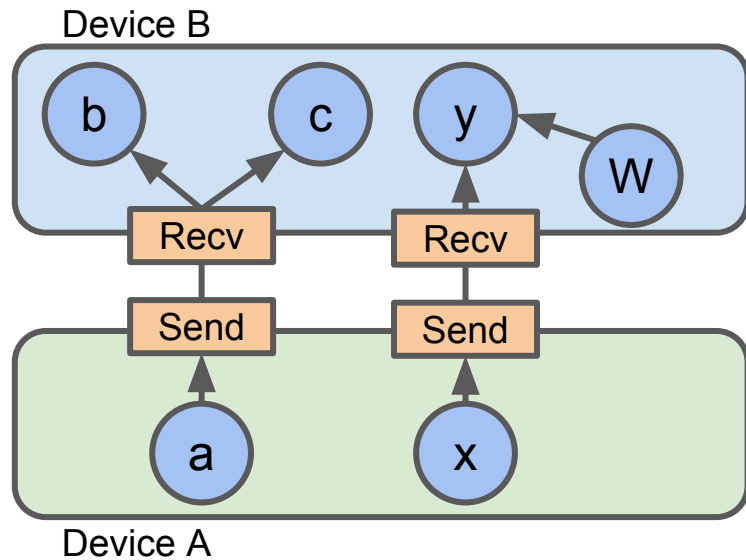 Device B
b
c
y
W
Recv
Recv
Send
Send
a
x
Device A